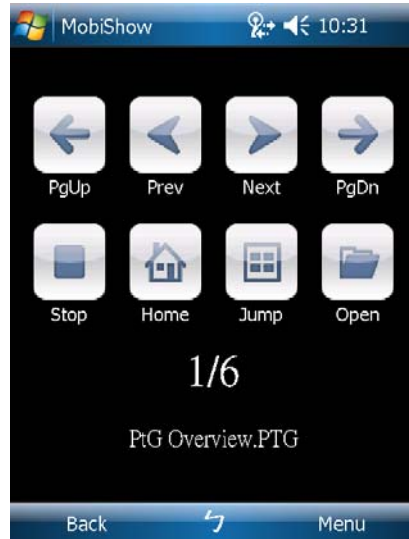 MobiShow 10:31
PgUp Prev Next PgDn
Stop Home Jump Open
1/6
PtG Overview.PTG
Back ㄣ Menu